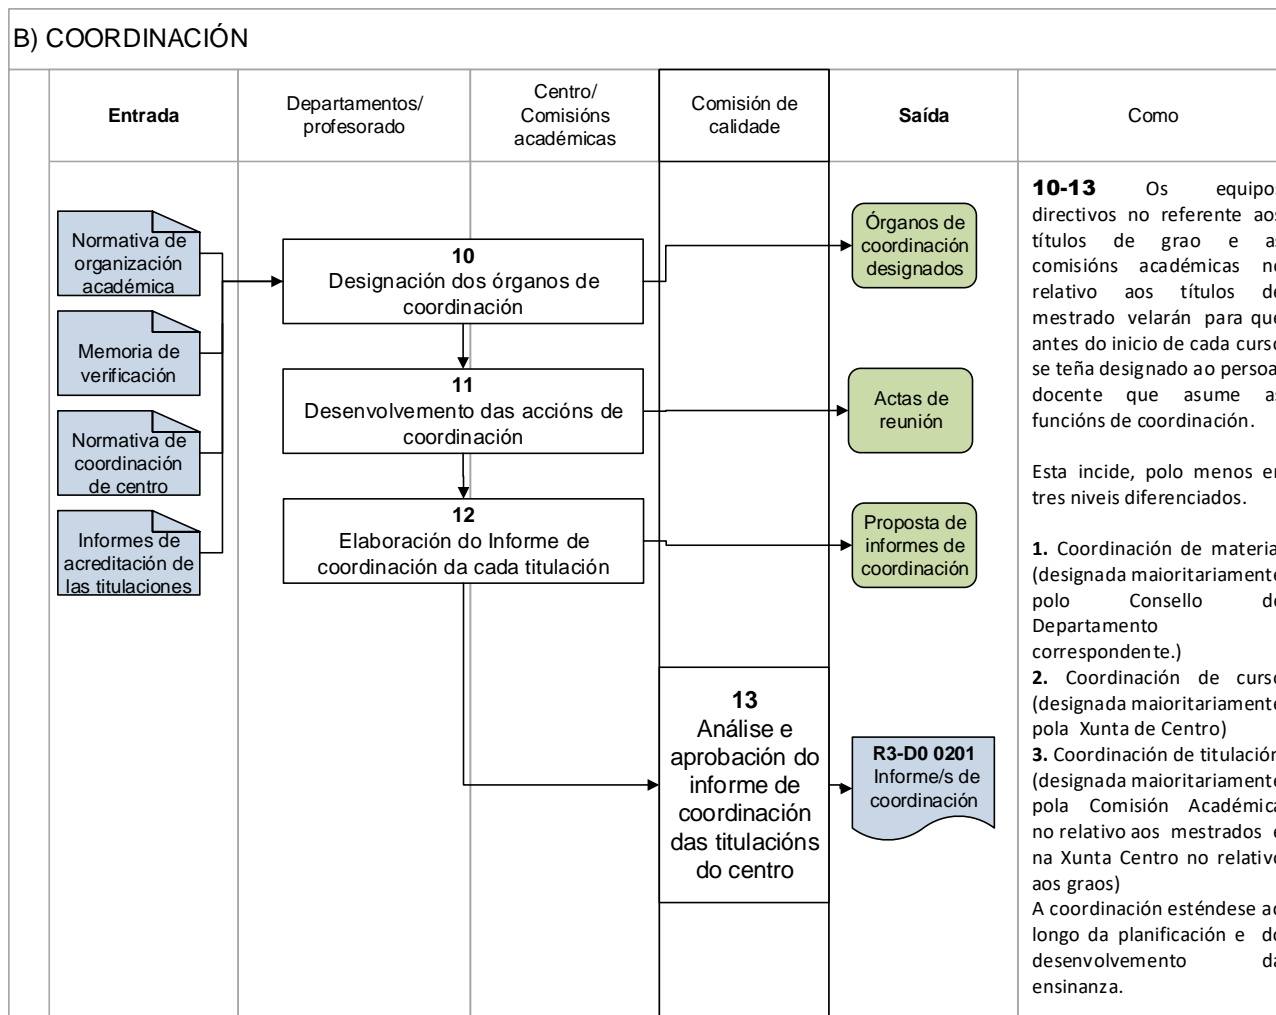 B) COORDINACIÓN
Entrada
Departamentos/
profesorado
Centro/
Comisións
académicas
Comisión de
calidade
Saída
Como
Normativa de
organización
académica
Memoria de
verificación
Normativa de
coordinación
de centro
Informes de
acreditación de
las titulaciones
10
Designación dos órganos de
coordinación
11
Desenvolvemento das accións de
coordinación
12
Elaboración do Informe de
coordinación da cada titulación
13
Análise e
aprobación do
informe de
coordinación
das titulacións
do centro
Órganos de
coordinación
designados
Actas de
reunión
Proposta de
informes de
coordinación
R3-D0 0201
Informe/s de
coordinación
10-13 Os equipos
directivos no referente aos
títulos de grao e as
comisións académicas no
relativo aos títulos de
mestrado velarán para que
antes do inicio de cada curso
se teña designado ao persoal
docente que asume as
funcións de coordinación.
Esta incide, polo menos en
tres niveis diferenciados.
1. Coordinación de materia
(designada maioritariamente
polo Consello de
Departamento
correspondente.)
2. Coordinación de curso
(designada maioritariamente
pola Xunta de Centro)
3. Coordinación de titulación
(designada maioritariamente
pola Comisión Académica
no relativo aos mestrados e
na Xunta Centro no relativo
aos graos)
A coordinación esténdese ao
longo da planificación e do
desenvolvemento da
ensinanza.